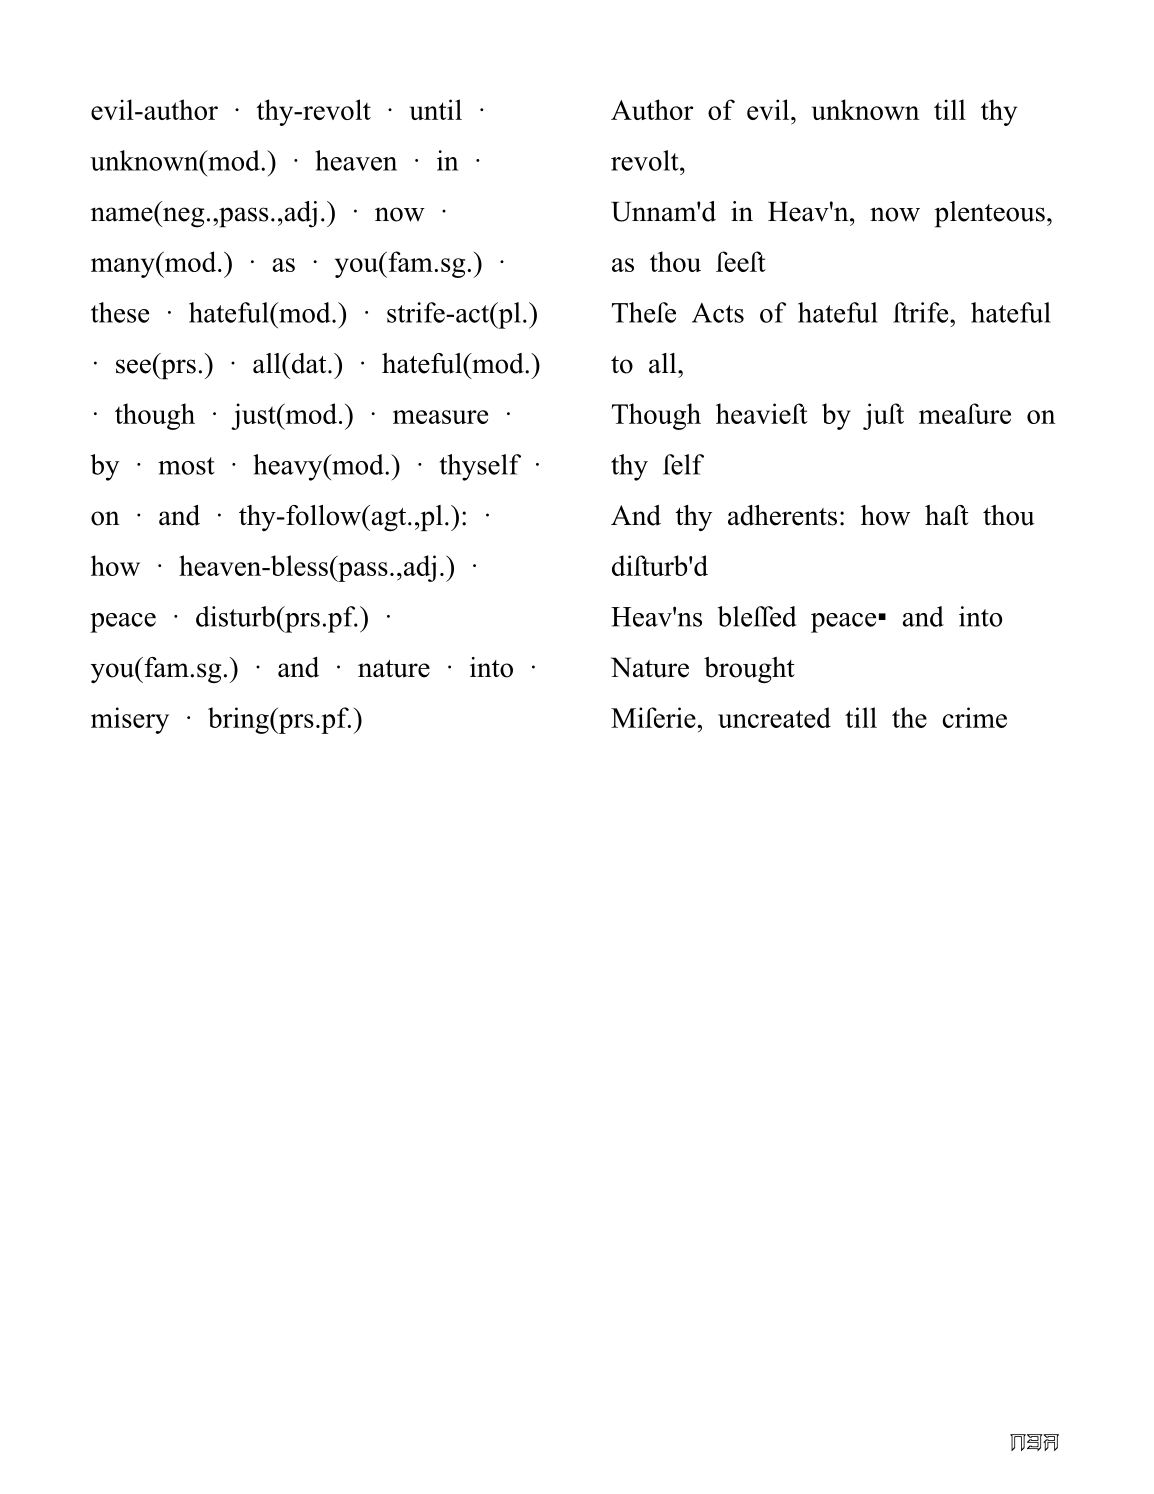 evil-author · thy-revolt · until ·
unknown(mod.) · heaven · in ·
name(neg.,pass.,adj.) · now ·
many(mod.) · as · you(fam.sg.) ·
these · hateful(mod.) · strife-act(pl.)
· see(prs.) · all(dat.) · hateful(mod.)
· though · just(mod.) · measure ·
by · most · heavy(mod.) · thyself ·
on · and · thy-follow(agt.,pl.): ·
how · heaven-bless(pass.,adj.) ·
peace · disturb(prs.pf.) ·
you(fam.sg.) · and · nature · into ·
misery · bring(prs.pf.)
Author of evil, unknown till thy
revolt,
Unnam'd in Heav'n, now plenteous,
as thou ſeeſt
Theſe Acts of hateful ſtrife, hateful
to all,
Though heavieſt by juſt meaſure on
thy ſelf
And thy adherents: how haſt thou
diſturb'd
Heav'ns bleſſed peace▪ and into
Nature brought
Miſerie, uncreated till the crime